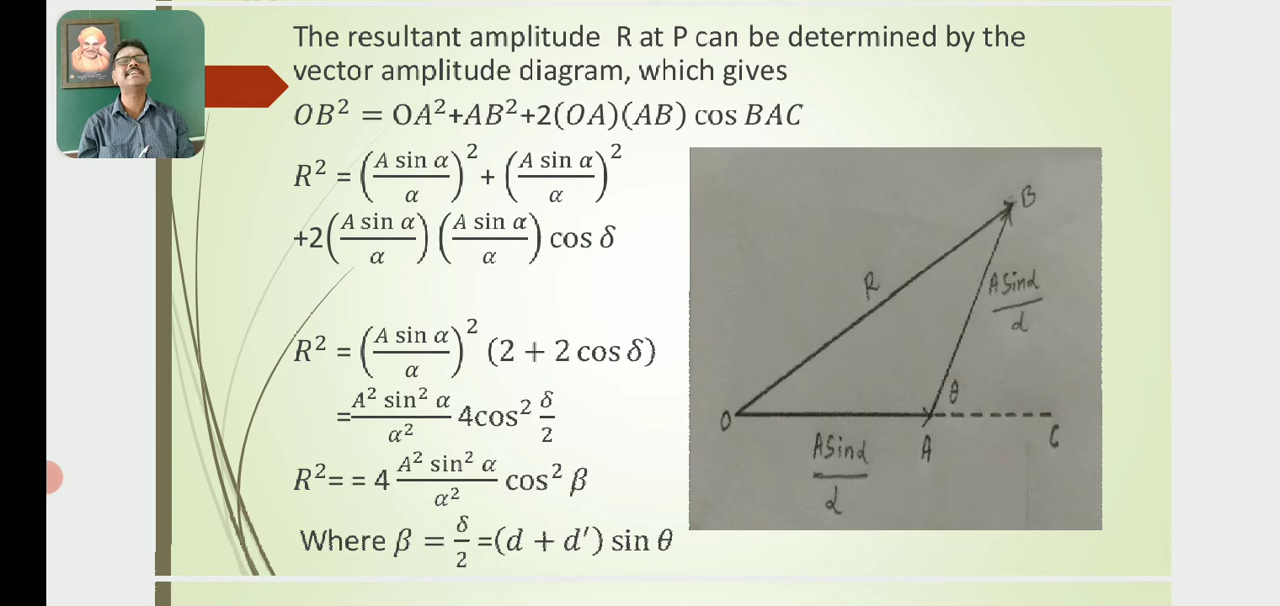 The resultant amplitude R at P can be determined by the
vector amplitude diagram, which gives
OB² = OA²+AB²+2(OA)(AB) cos BAC
R² = (A sin α / α)² + (A sin α / α)²
+2(A sin α / α) (A sin α / α) cos δ
R² = (A sin α / α)² (2 + 2 cos δ)
= A² sin² α / α² 4cos² δ/2
R²= = 4 A² sin² α / α² cos² β
Where β = δ/2 =(d + d′) sin θ
B
R
A Sind / d
θ
O
A
C
A Sind / d